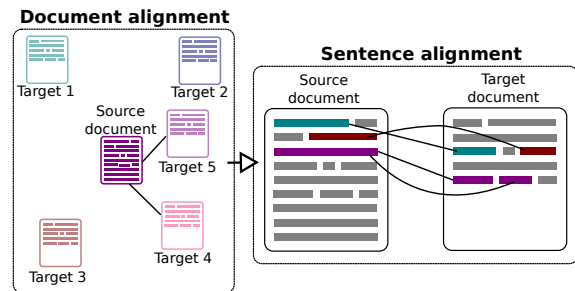 Document alignment
Target 1
Target 2
Source
document
Target 5
Target 3
Target 4
Sentence alignment
Source
document
Target
document